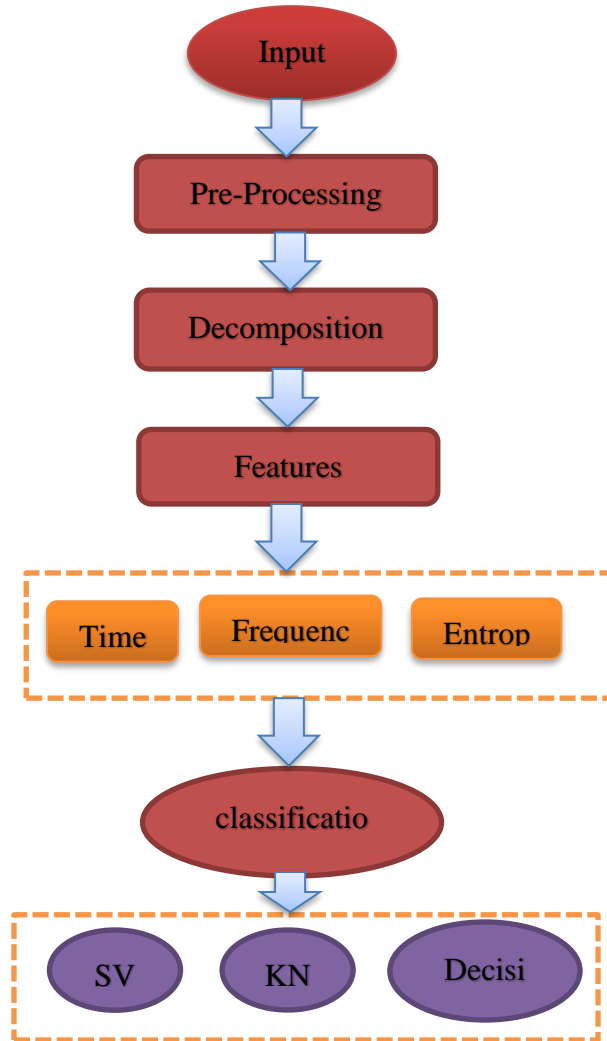 Input
Pre-Processing
Decomposition
Features
Time
Frequenc
Entrop
classificatio
SV
KN
Decisi